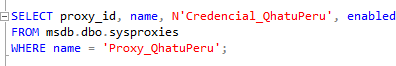 SELECT proxy_id, name, N'Credencial_QhatuPeru', enabled
FROM msdb.dbo.sysproxies
WHERE name = 'Proxy_QhatuPeru';